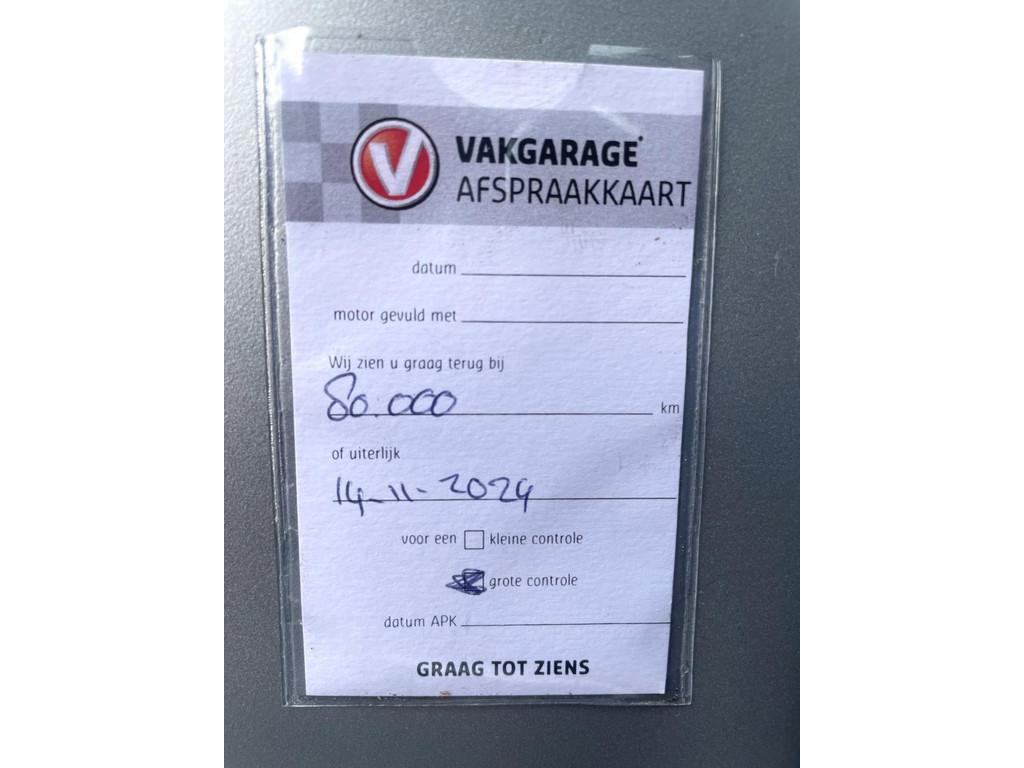 V VAKGARAGE
AFSPRAAKKAART
datum
motor gevuld met
Wij zien u graag terug bij
80.000 km
of uiterlijk
14-11-2024
voor een kleine controle
grote controle
datum APK
GRAAG TOT ZIENS